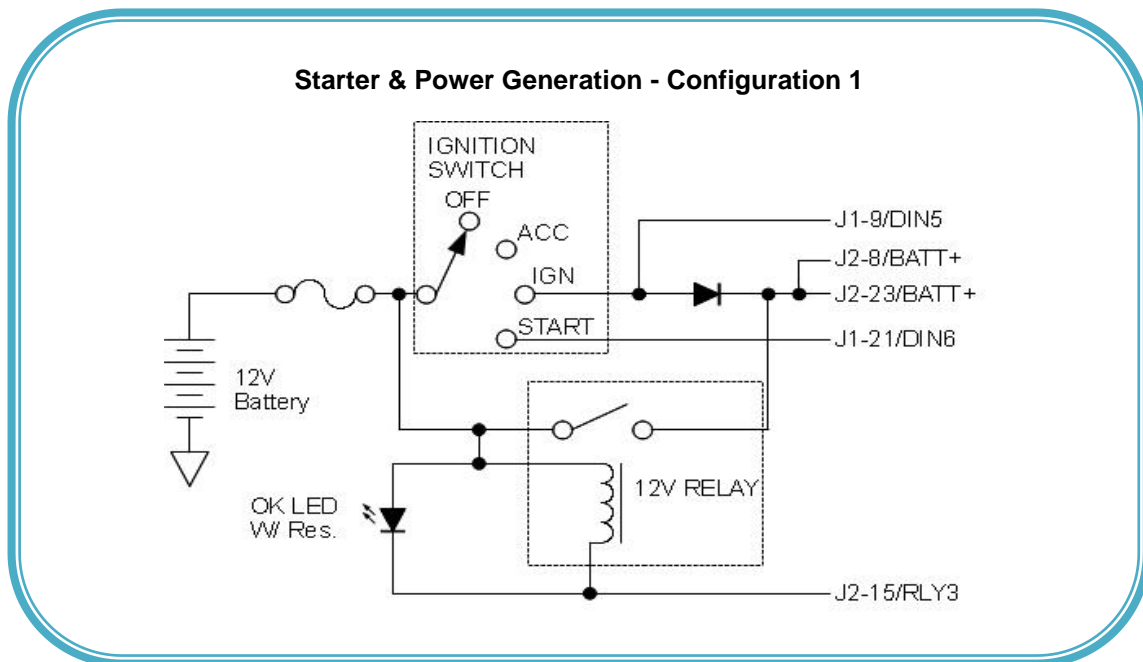 Starter & Power Generation - Configuration 1
IGNITION
SWITCH
OFF
ACC
IGN
START
J1-9/DIN5
J2-8/BATT+
J2-23/BATT+
J1-21/DIN6
12V
Battery
12V RELAY
OK LED
W/ Res.
J2-15/RLY3